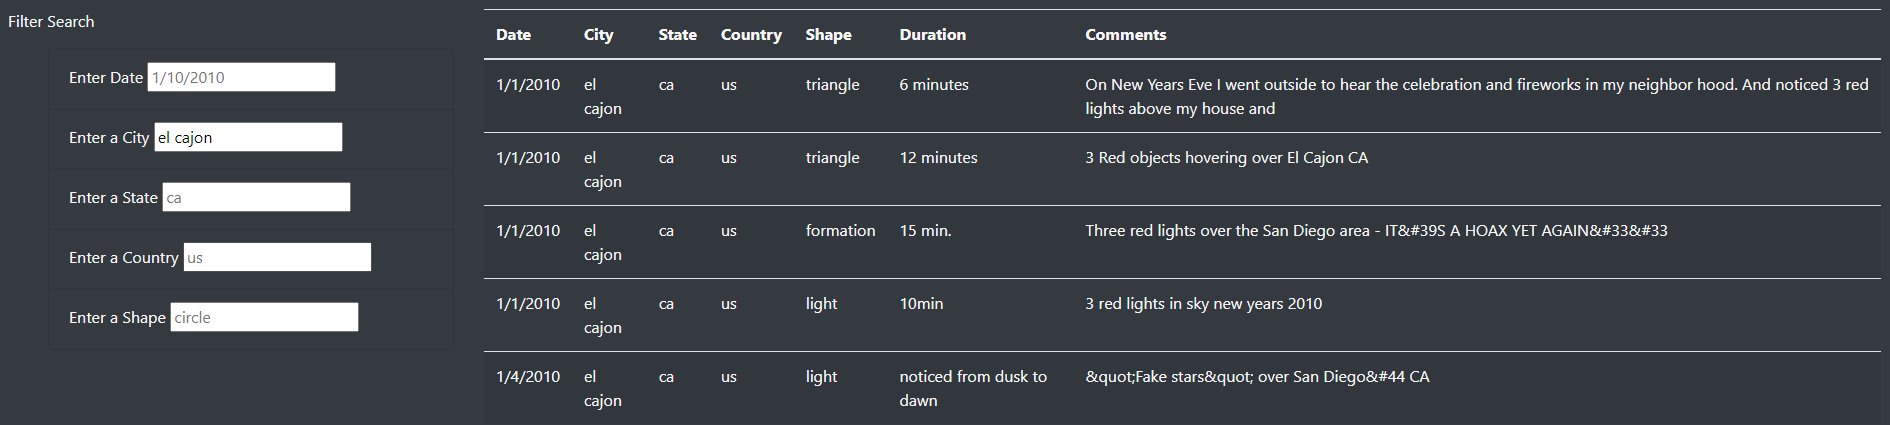 Filter Search
Enter Date 1/10/2010
Enter a City el cajon
Enter a State ca
Enter a Country us
Enter a Shape circle
Date City State Country Shape Duration Comments
1/1/2010 el cajon ca us triangle 6 minutes On New Years Eve I went outside to hear the celebration and fireworks in my neighbor hood. And noticed 3 red
lights above my house and
1/1/2010 el cajon ca us triangle 12 minutes 3 Red objects hovering over El Cajon CA
1/1/2010 el cajon ca us formation 15 min. Three red lights over the San Diego area - IT&#39S A HOAX YET AGAIN&#33&#33
1/1/2010 el cajon ca us light 10min 3 red lights in sky new years 2010
1/4/2010 el cajon ca us light noticed from dusk to dawn &quot;Fake stars&quot; over San Diego&#44 CA